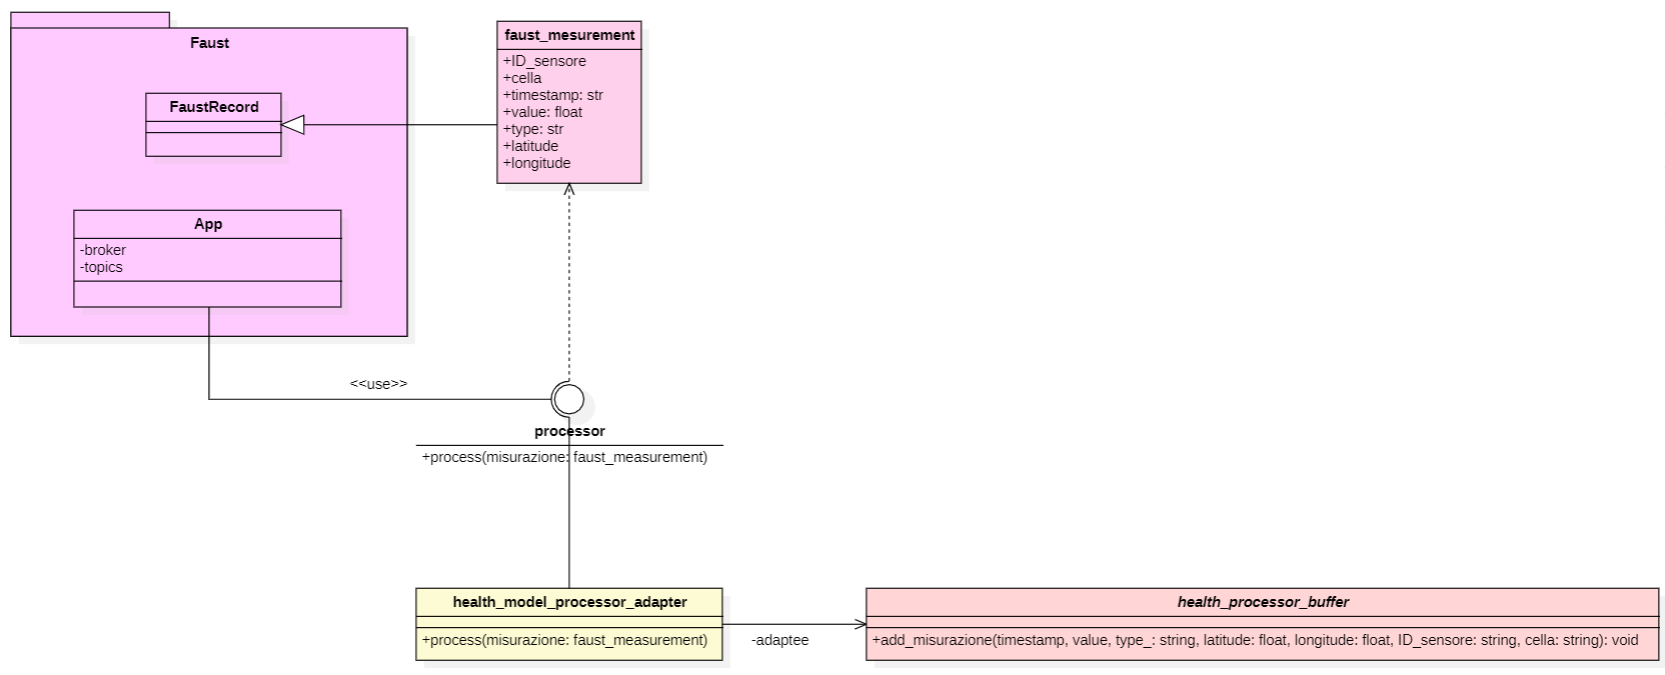 Faust
FaustRecord
App
-broker
-topics
faust_mesurement
+ID_sensore
+cella
+timestamp: str
+value: float
+type: str
+latitude
+longitude
<<use>>
processor
+process(misurazione: faust_measurement)
health_model_processor_adapter
+process(misurazione: faust_measurement)
-adaptee
health_processor_buffer
+add_misurazione(timestamp, value, type_: string, latitude: float, longitude: float, ID_sensore: string, cella: string): void